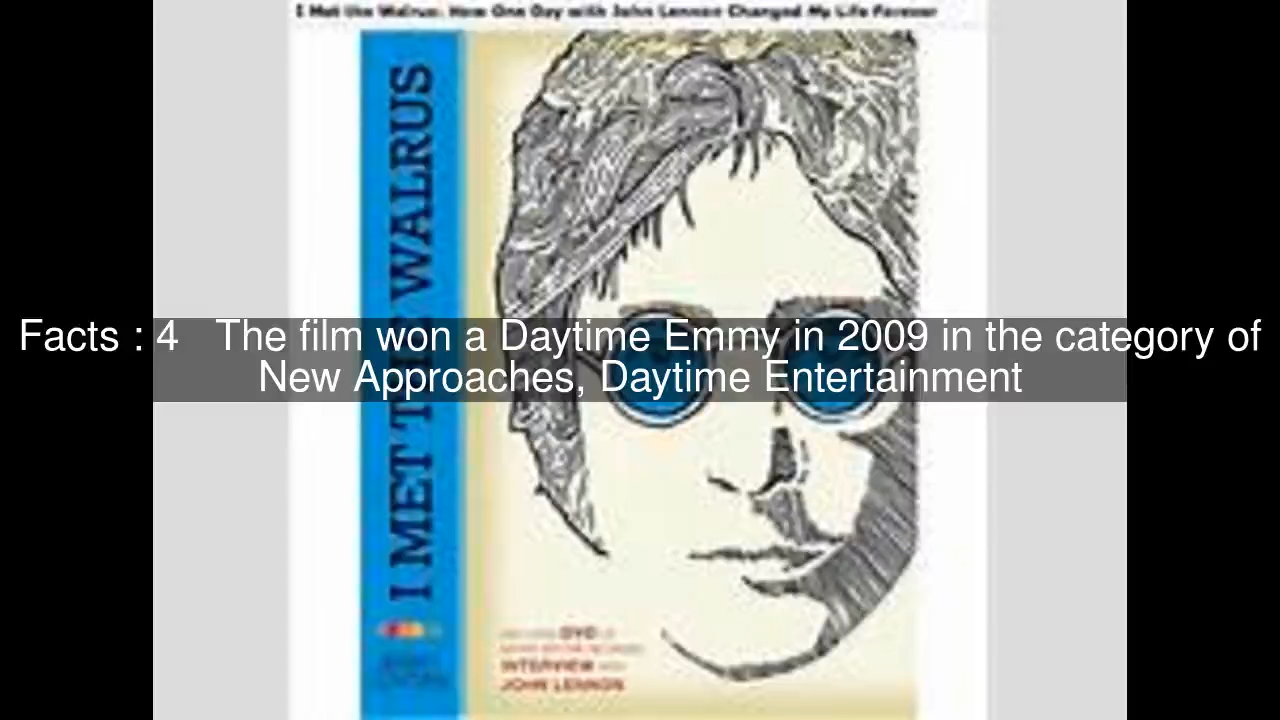 I Met the Walrus: How One Day with John Lennon Changed My Life Forever
I MET THE WALRUS
Facts : 4   The film won a Daytime Emmy in 2009 in the category of
New Approaches, Daytime Entertainment
DVD
INTERVIEW
JOHN LENNON